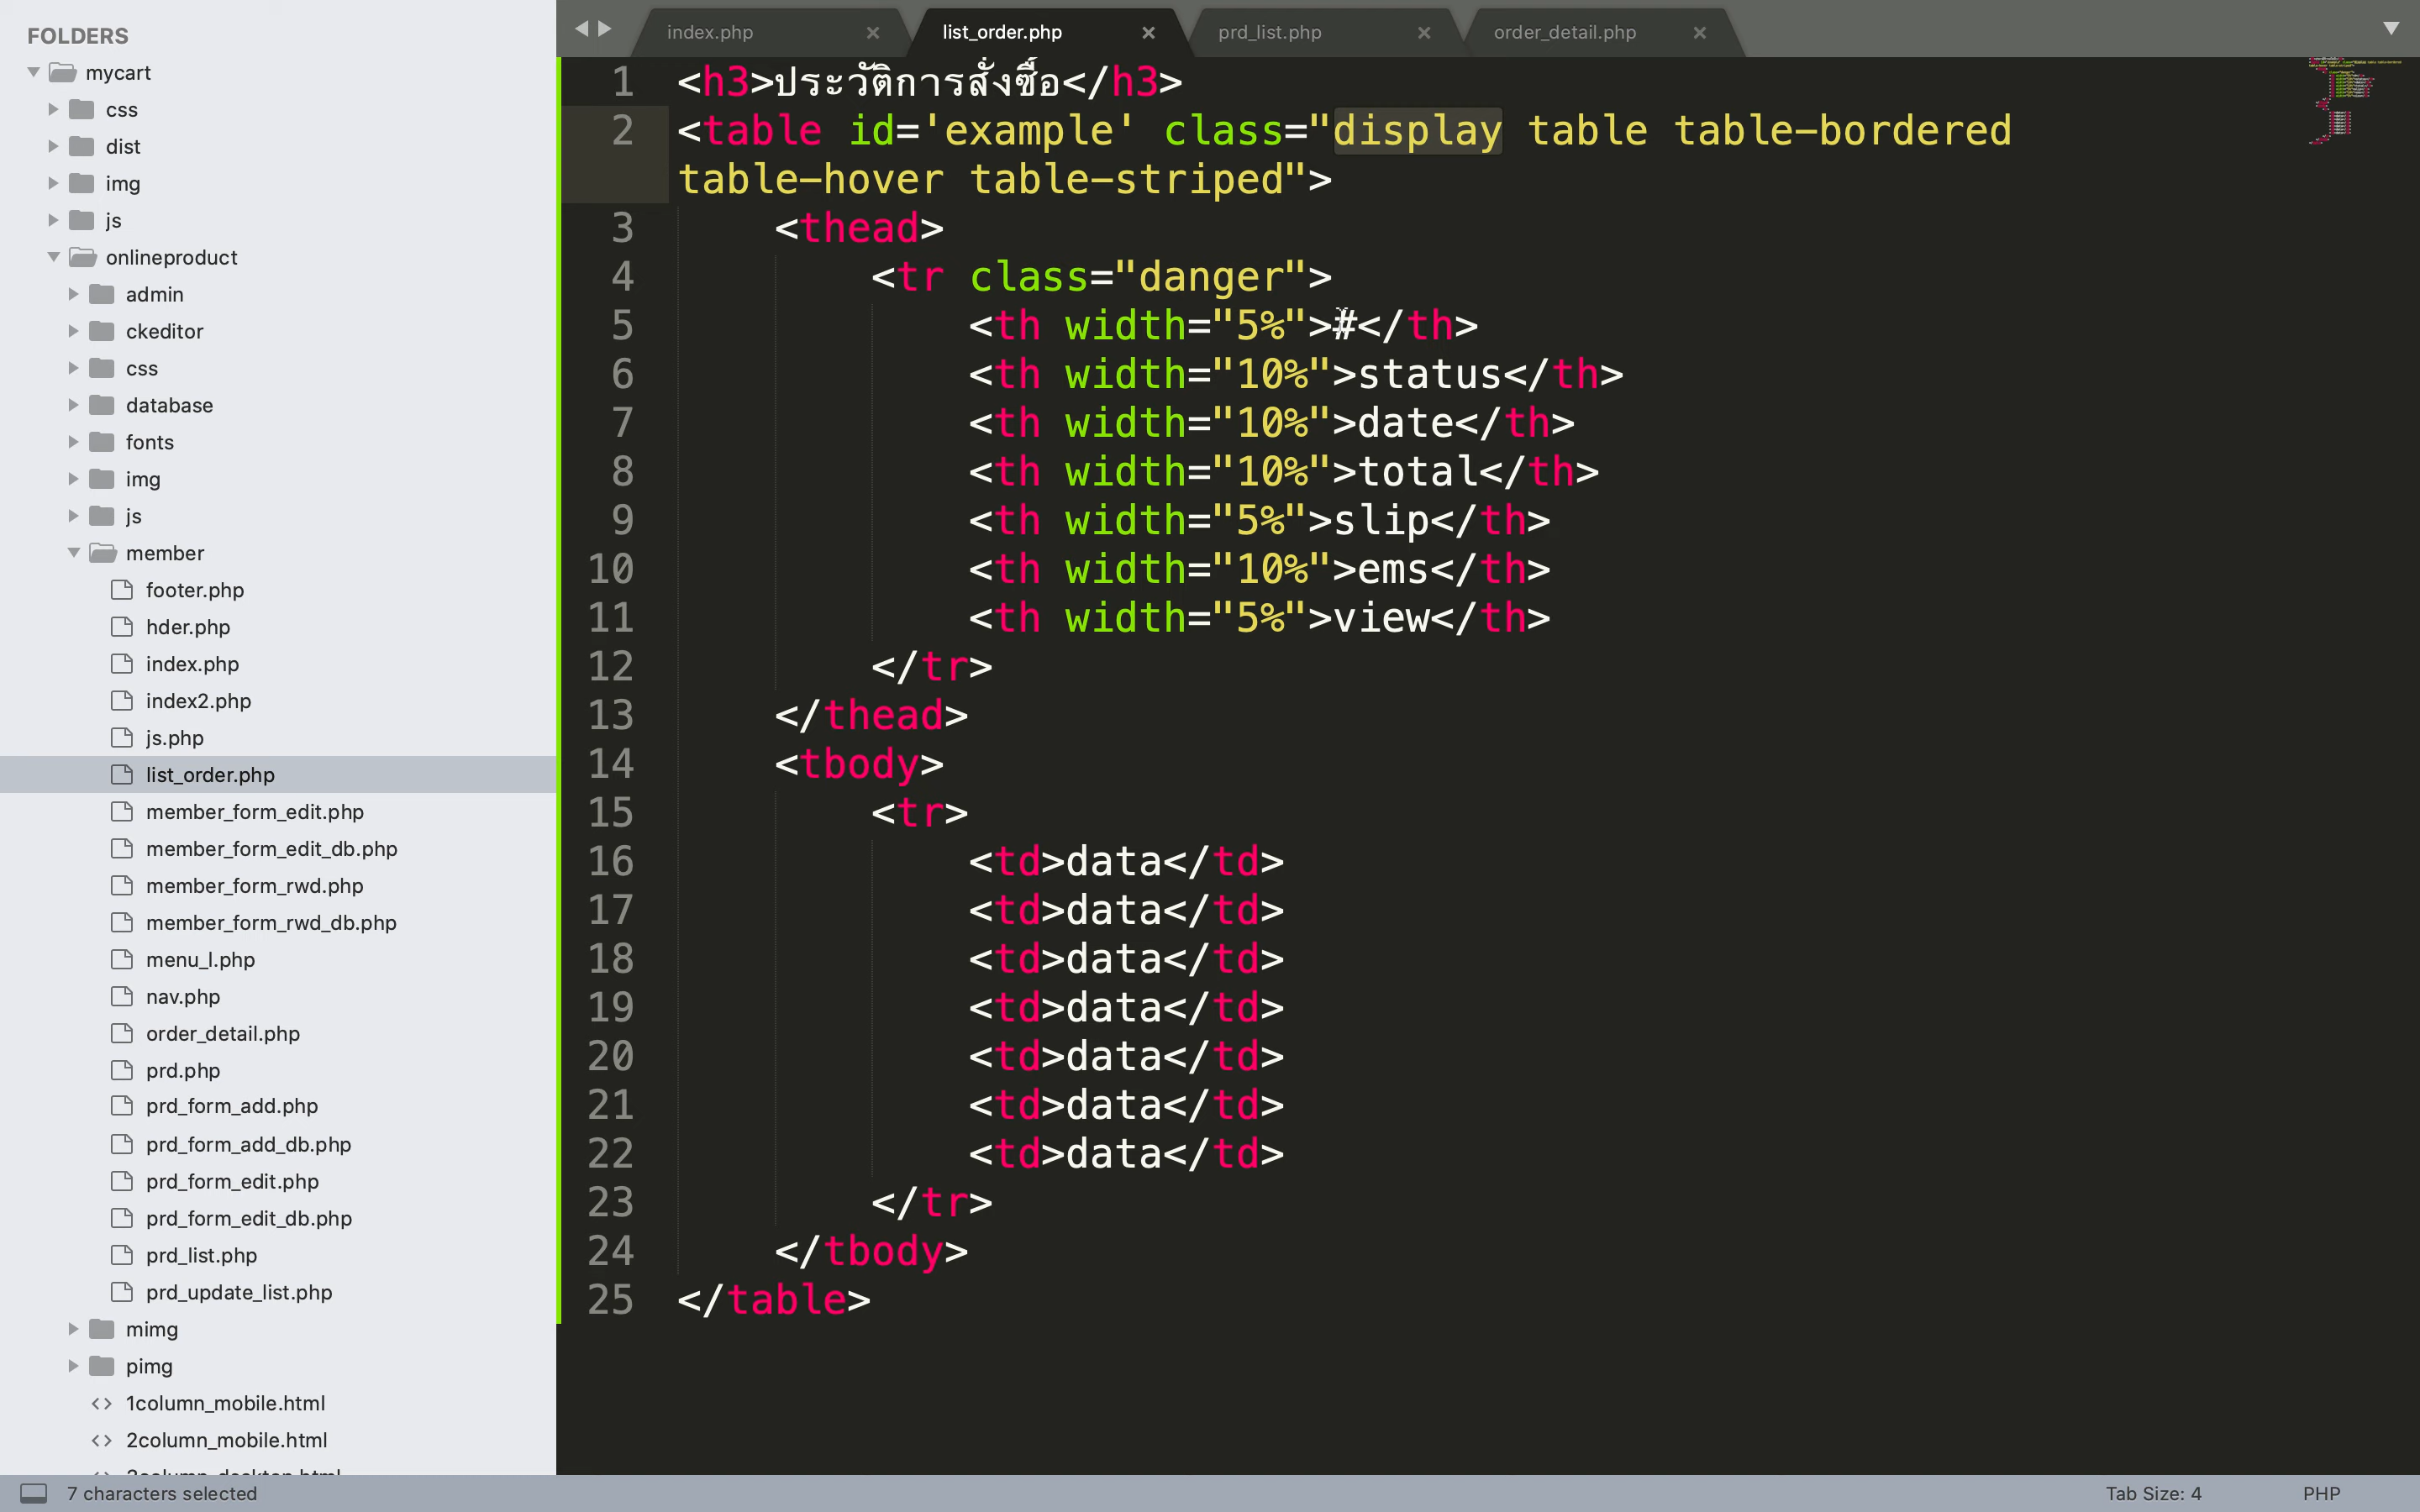 FOLDERS
mycart
css
dist
img
js
onlineproduct
admin
ckeditor
css
database
fonts
img
js
member
footer.php
hder.php
index.php
index2.php
js.php
list_order.php
member_form_edit.php
member_form_edit_db.php
member_form_rwd.php
member_form_rwd_db.php
menu_l.php
nav.php
order_detail.php
prd.php
prd_form_add.php
prd_form_add_db.php
prd_form_edit.php
prd_form_edit_db.php
prd_list.php
prd_update_list.php
mimg
pimg
1column_mobile.html
2column_mobile.html
index.php × list_order.php × prd_list.php × order_detail.php ×
1 <h3>ประวัติการสั่งซื้อ</h3>
2 <table id='example' class="display table table-bordered
table-hover table-striped">
3 <thead>
4 <tr class="danger">
5 <th width="5%">#</th>
6 <th width="10%">status</th>
7 <th width="10%">date</th>
8 <th width="10%">total</th>
9 <th width="5%">slip</th>
10 <th width="10%">ems</th>
11 <th width="5%">view</th>
12 </tr>
13 </thead>
14 <tbody>
15 <tr>
16 <td>data</td>
17 <td>data</td>
18 <td>data</td>
19 <td>data</td>
20 <td>data</td>
21 <td>data</td>
22 <td>data</td>
23 </tr>
24 </tbody>
25 </table>
7 characters selected
Tab Size: 4
PHP